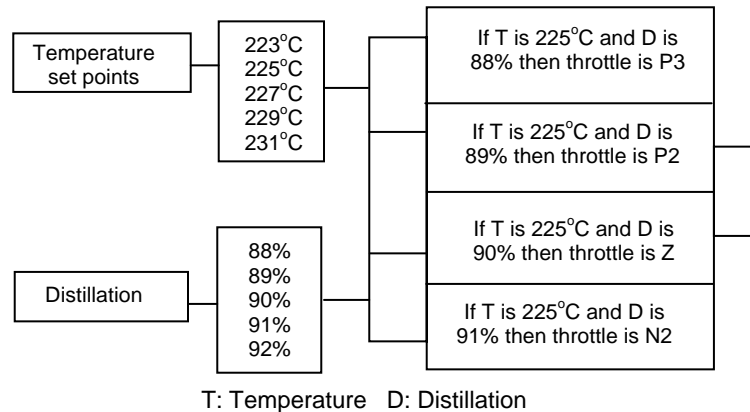 Temperature
set points
223°C
225°C
227°C
229°C
231°C
If T is 225°C and D is
88% then throttle is P3
If T is 225°C and D is
89% then throttle is P2
If T is 225°C and D is
90% then throttle is Z
If T is 225°C and D is
91% then throttle is N2
Distillation
88%
89%
90%
91%
92%
T: Temperature D: Distillation